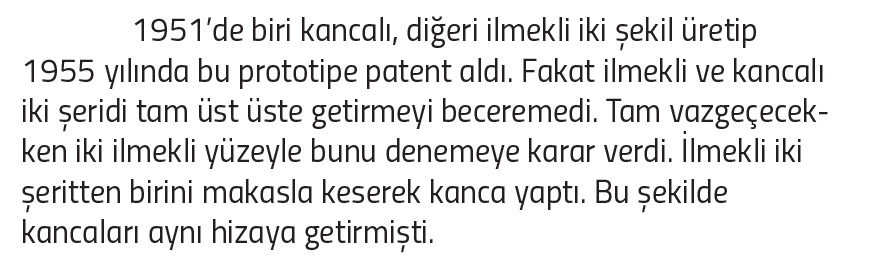 1951’de biri kancalı, diğeri ilmekli iki şekil üretip
1955 yılında bu prototipe patent aldı. Fakat ilmekli ve kancalı
iki şeridi tam üst üste getirmeyi beceremedi. Tam vazgeçecek-
ken iki ilmekli yüzeyle bunu denemeye karar verdi. İlmekli iki
şeritten birini makasla keserek kanca yaptı. Bu şekilde
kancaları aynı hizaya getirmişti.